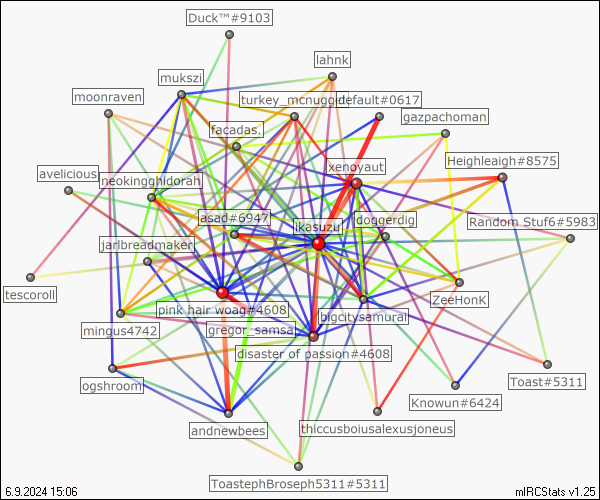 Duck™#9103
lahnk
mukszi
moonraven
turkey_mcnugget
default#0617
gazpachoman
facadas.
xenoyaut
Heighleaigh#8575
avelicious
neokingghidorah
asad#6947
ikasuzu
doggerdig
Random Stuf6#5983
jarlbreadmaker
tescoroll
pink hair woag#4608
bigcitysamurai
ZeeHonK
mingus4742
gregor_samsa.
disaster of passion#4608
ogshroom
Toast#5311
Knowun#6424
andnewbees
thiccusboiusalexusjoneus
ToastephBroseph5311#5311
6.9.2024 15:06
mIRCStats v1.25